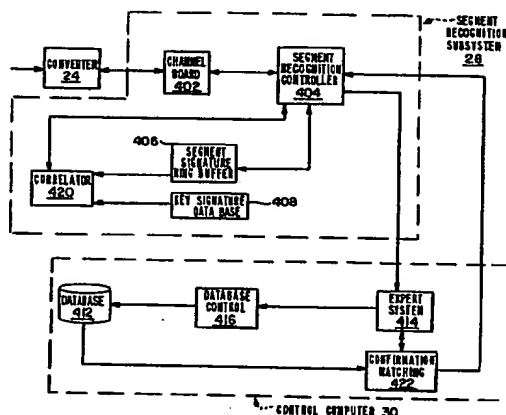 SEGMENT
RECOGNITION
SUBSYSTEM
26
CONVERTER
24
CHANNEL
BOARD
402
SEGMENT
RECOGNITION
CONTROLLER
404
406
SEGMENT
SIGNATURE
RING BUFFER
CORRELATOR
420
KEY SIGNATURE
DATA BASE
408
DATABASE
412
DATABASE
CONTROL
416
EXPERT
SYSTEM
414
CONFIRMATION
MATCHING
422
CONTROL COMPUTER 30